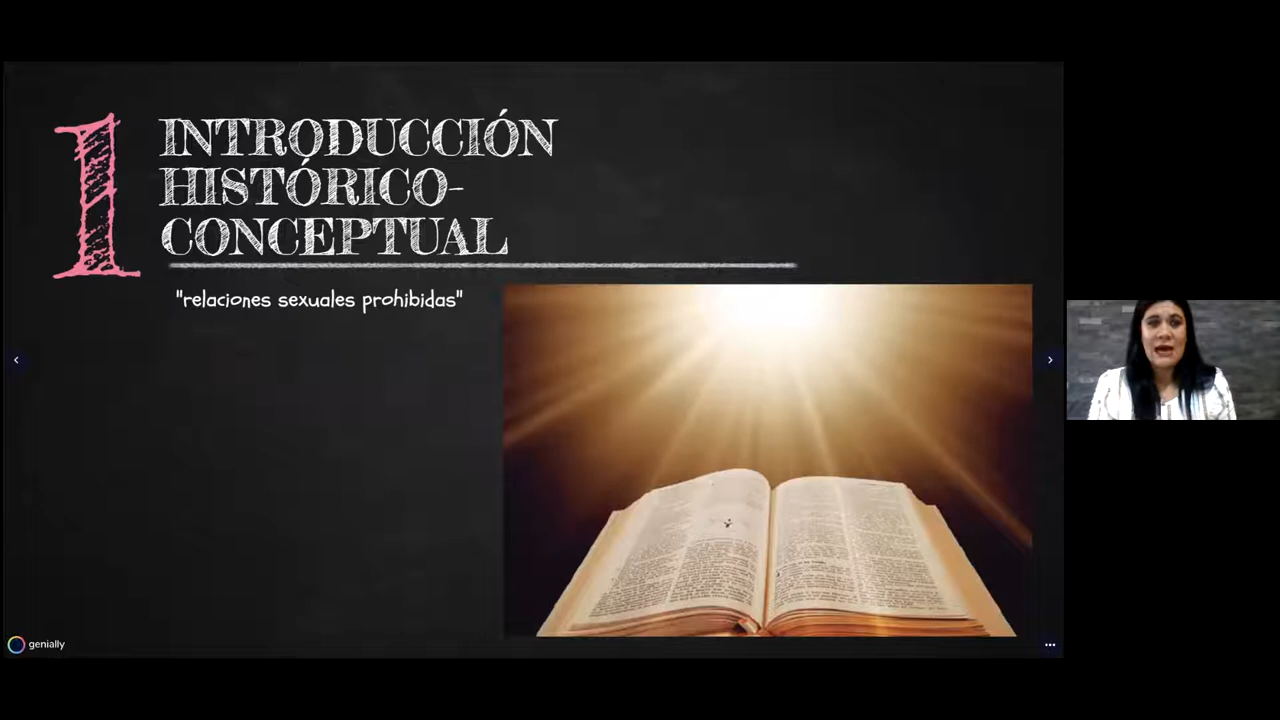 1
INTRODUCCIÓN
HISTÓRICO-
CONCEPTUAL
"relaciones sexuales prohibidas"
genially